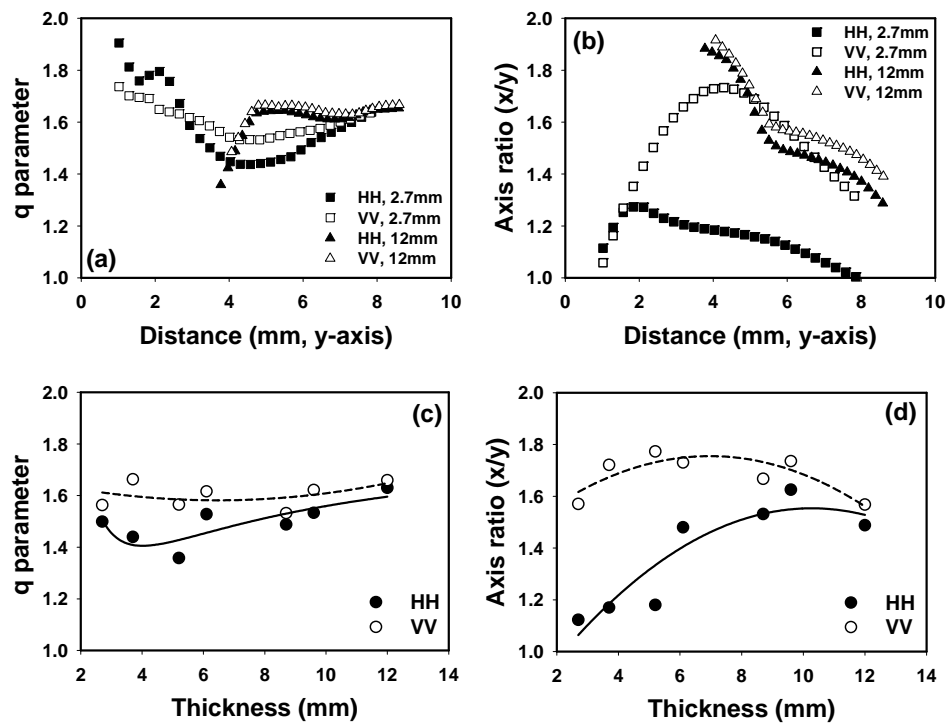 2.0
1.8
1.6
1.4
1.2
1.0
q parameter
(a)
HH, 2.7mm
VV, 2.7mm
HH, 12mm
VV, 12mm
0 2 4 6 8 10
Distance (mm, y-axis)
2.0
1.8
1.6
1.4
1.2
1.0
Axis ratio (x/y)
(b)
HH, 2.7mm
VV, 2.7mm
HH, 12mm
VV, 12mm
0 2 4 6 8 10
Distance (mm, y-axis)
2.0
1.8
1.6
1.4
1.2
1.0
q parameter
(c)
HH
VV
2 4 6 8 10 12 14
Thickness (mm)
2.0
1.8
1.6
1.4
1.2
1.0
Axis ratio (x/y)
(d)
HH
VV
2 4 6 8 10 12 14
Thickness (mm)